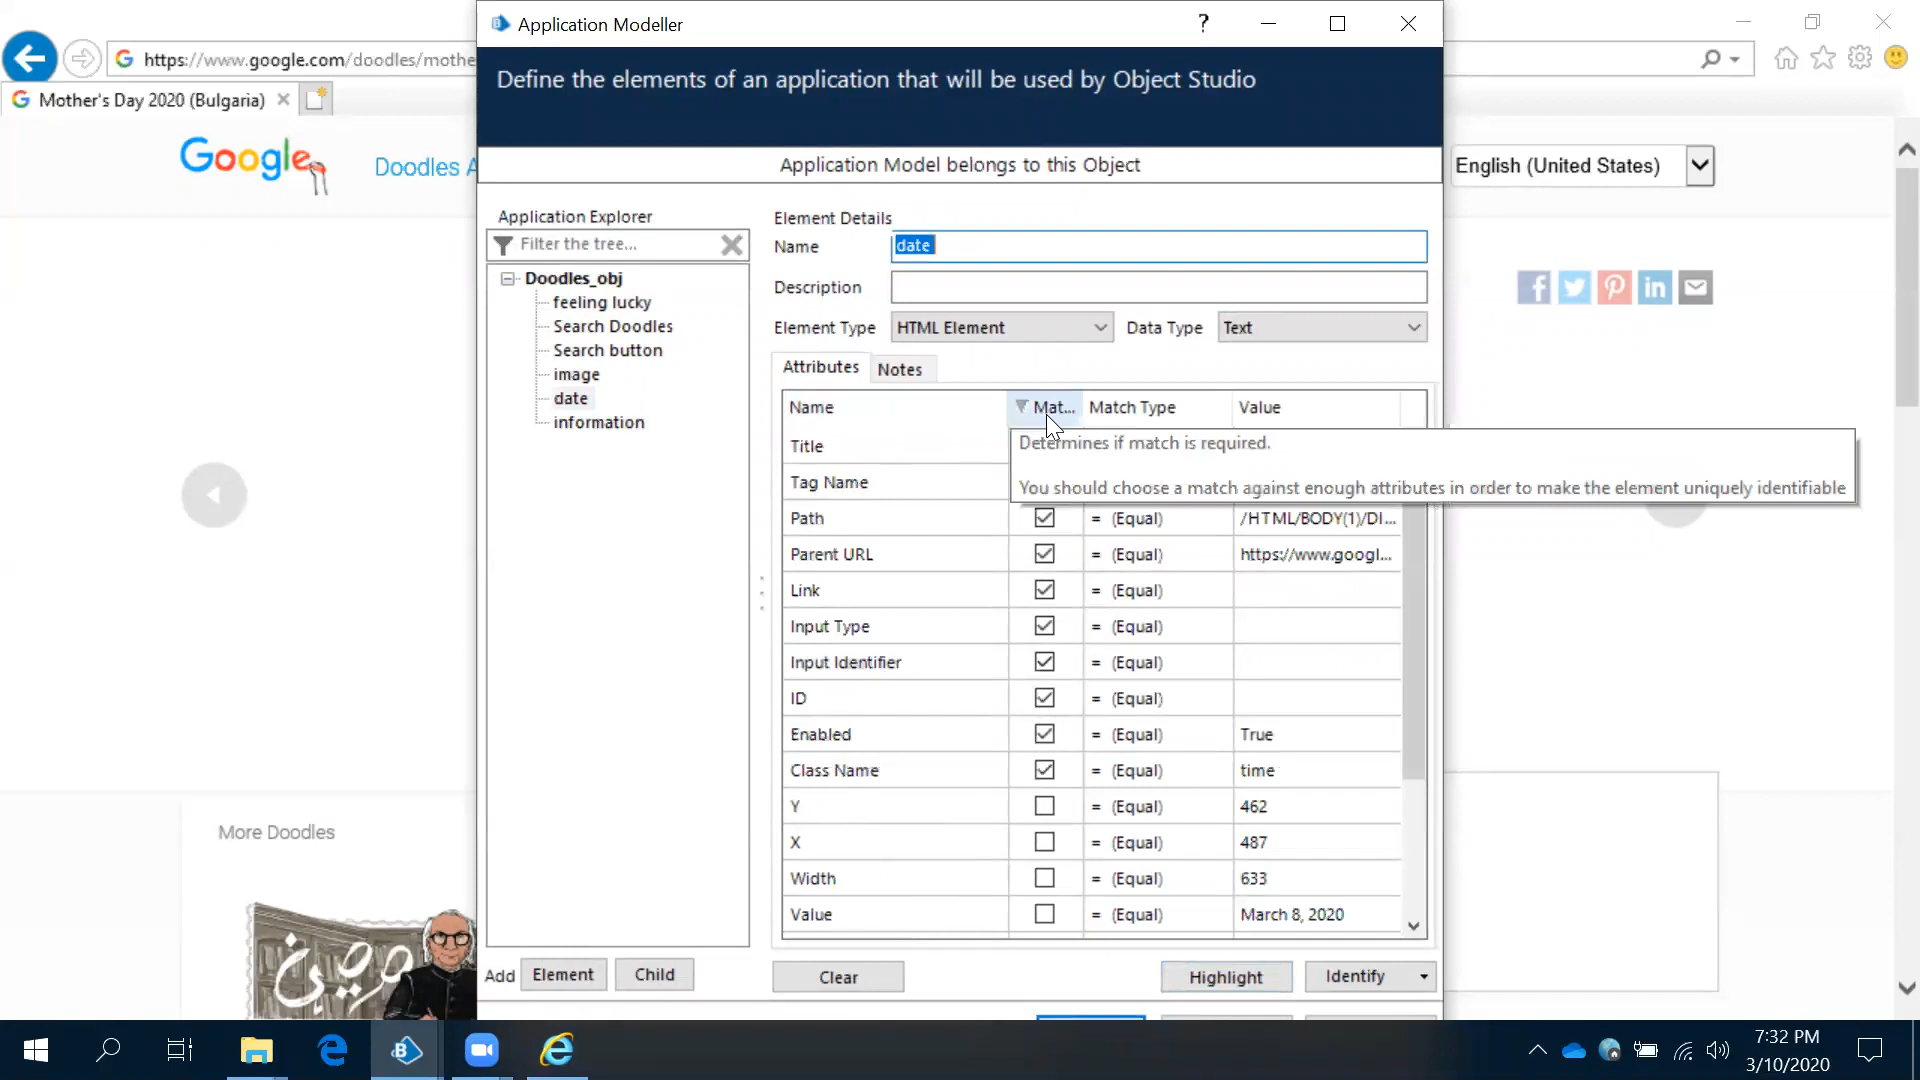 Application Modeller
?
https://www.google.com/doodles/mothe
Mother's Day 2020 (Bulgaria)
Define the elements of an application that will be used by Object Studio
Google
Doodles A
Application Model belongs to this Object
English (United States)
Application Explorer
Filter the tree...
Doodles_obj
feeling lucky
Search Doodles
Search button
image
date
information
Element Details
Name date
Description
Element Type HTML Element Data Type Text
Attributes Notes
Name Mat... Match Type Value
Title
Determines if match is required.
You should choose a match against enough attributes in order to make the element uniquely identifiable
Tag Name
Path = (Equal) /HTML/BODY(1)/DI...
Parent URL = (Equal) https://www.googl...
Link = (Equal)
Input Type = (Equal)
Input Identifier = (Equal)
ID = (Equal)
Enabled = (Equal) True
Class Name = (Equal) time
Y = (Equal) 462
X = (Equal) 487
Width = (Equal) 633
Value = (Equal) March 8, 2020
Add Element Child
Clear Highlight Identify
More Doodles
7:32 PM
3/10/2020